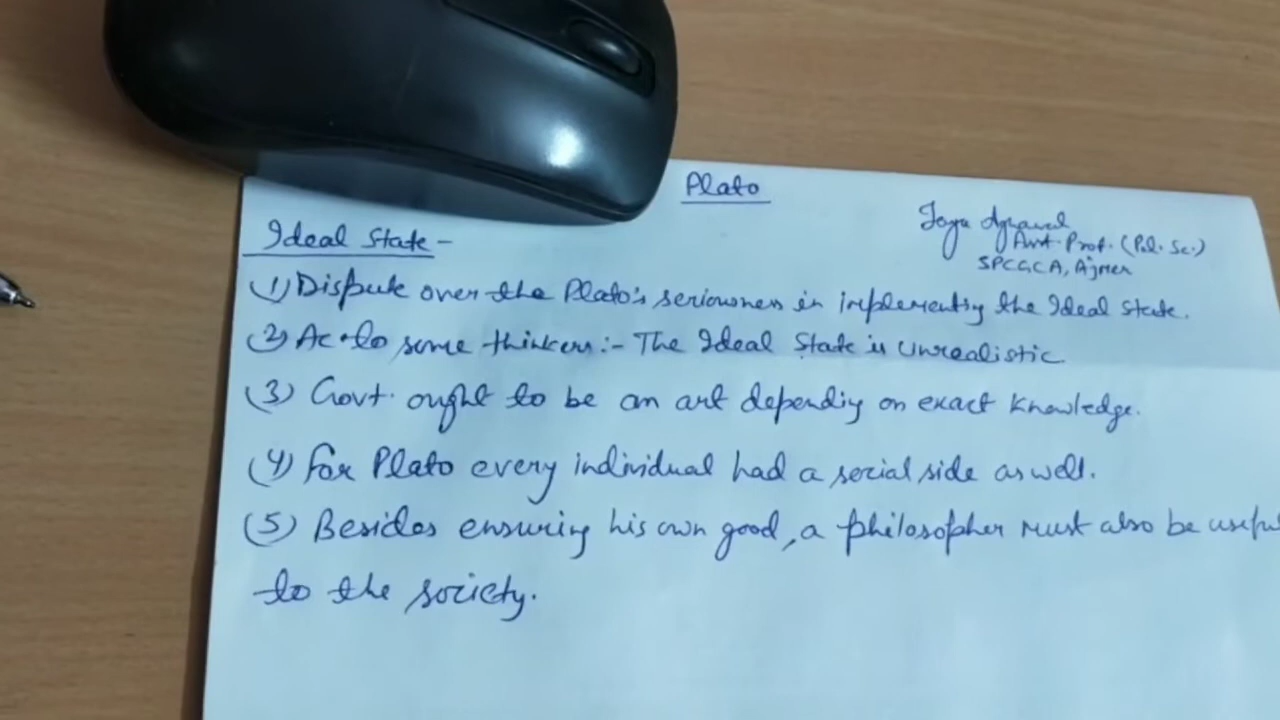 Plato
Agrawal
Asst. Prof. (Pol. Sc.)
SPCGCA, Ajmer
Ideal State -
(1) Dispute over the Plato's seriousness in implementing the Ideal State.
(2) Ac. to some thinkers:- The Ideal State is Unrealistic
(3) Govt. ought to be an art depending on exact Knowledge.
(4) For Plato every individual had a social side as well.
(5) Besides ensuring his own good, a philosopher must also be useful
to the society.